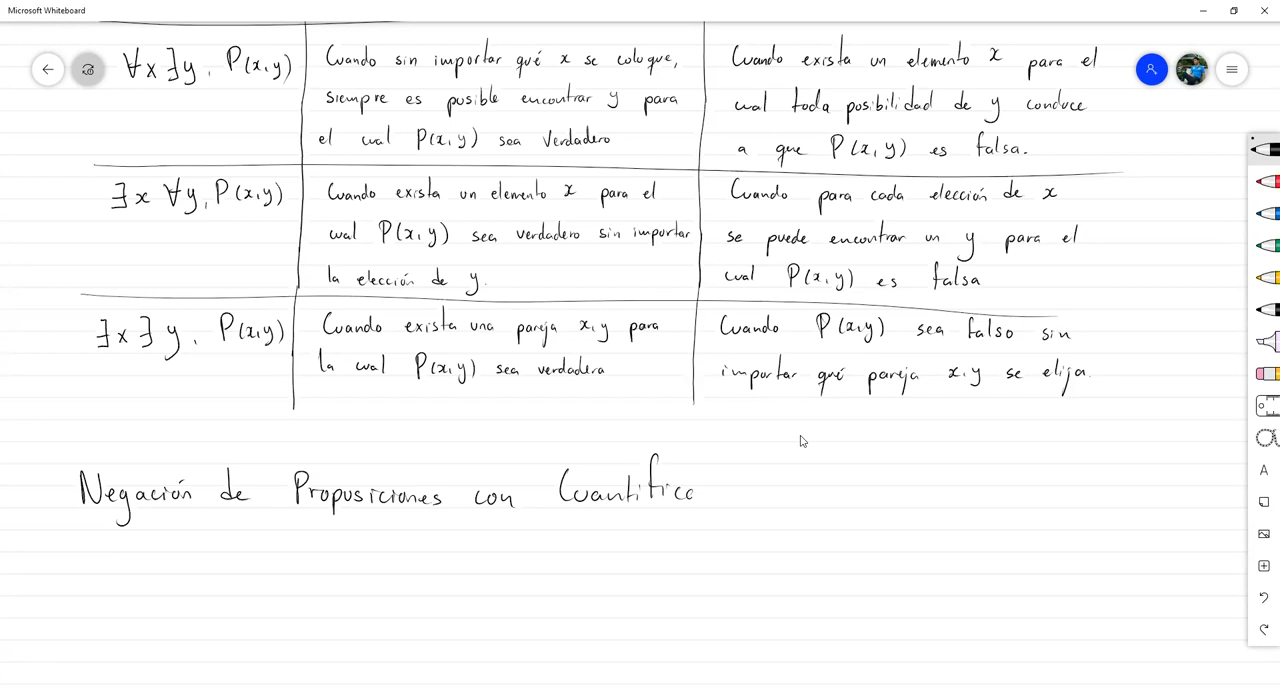 Microsoft Whiteboard
∀x ∃y, P(x,y)
Cuando sin importar qué x se coloque,
siempre es posible encontrar y para
el cual P(x,y) sea Verdadero
Cuando exista un elemento x para el
cual toda posibilidad de y conduce
a que P(x,y) es falsa.
∃x ∀y, P(x,y)
Cuando exista un elemento x para el
cual P(x,y) sea verdadero sin importar
la elección de y.
Cuando para cada elección de x
se puede encontrar un y para el
cual P(x,y) es falsa
∃x ∃y, P(x,y)
Cuando exista una pareja x,y para
la cual P(x,y) sea verdadera
Cuando P(x,y) sea falso sin
importar qué pareja x,y se elija.
Negación de Proposiciones con Cuantifica
A